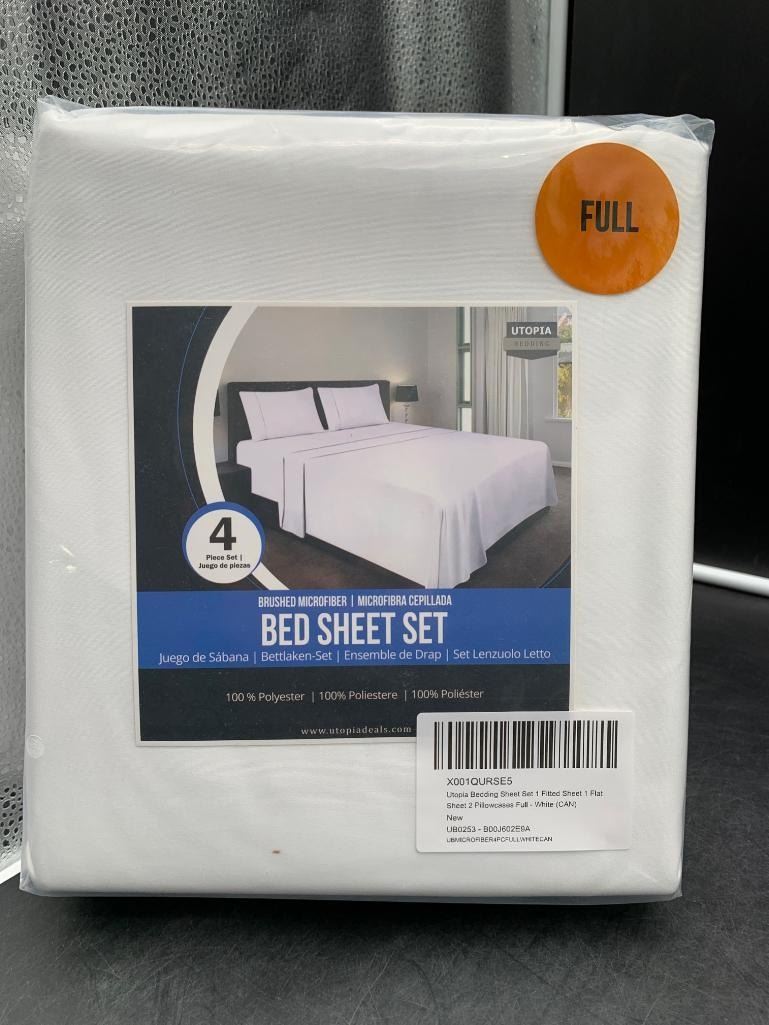 FULL
UTOPIA
BEDDING
4
Piece Set |
Juego de piezas
BRUSHED MICROFIBER | MICROFIBRA CEPILLADA
BED SHEET SET
Juego de Sábana | Bettlaken-Set | Ensemble de Drap | Set Lenzuolo Letto
100 % Polyester | 100% Poliestere | 100% Poliéster
www.utopiadeals.com
X001QURSE5
Utopia Bedding Sheet Set 1 Fitted Sheet 1 Flat
Sheet 2 Pillowcases Full - White (CAN)
New
UB0253 - B00J602E9A
UBMICROFIBER4PCFULLWHITECAN